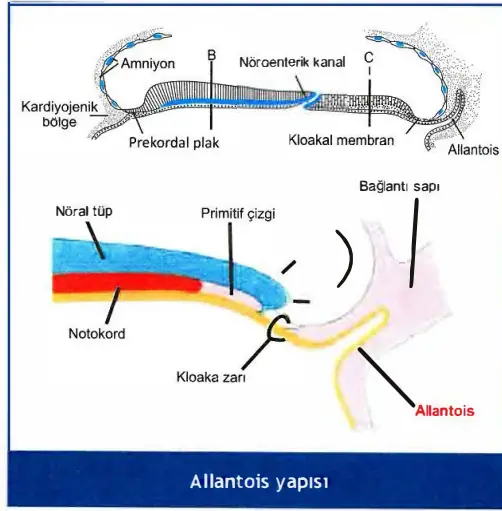 Amniyon
B
Nöroenterik kanal
C
Kardiyojenik
bölge
Prekordal plak
Kloakal membran
Allantois
Bağlantı sapı
Nöral tüp
Primitif çizgi
Notokord
Kloaka zarı
Allantois
Allantois yapısı